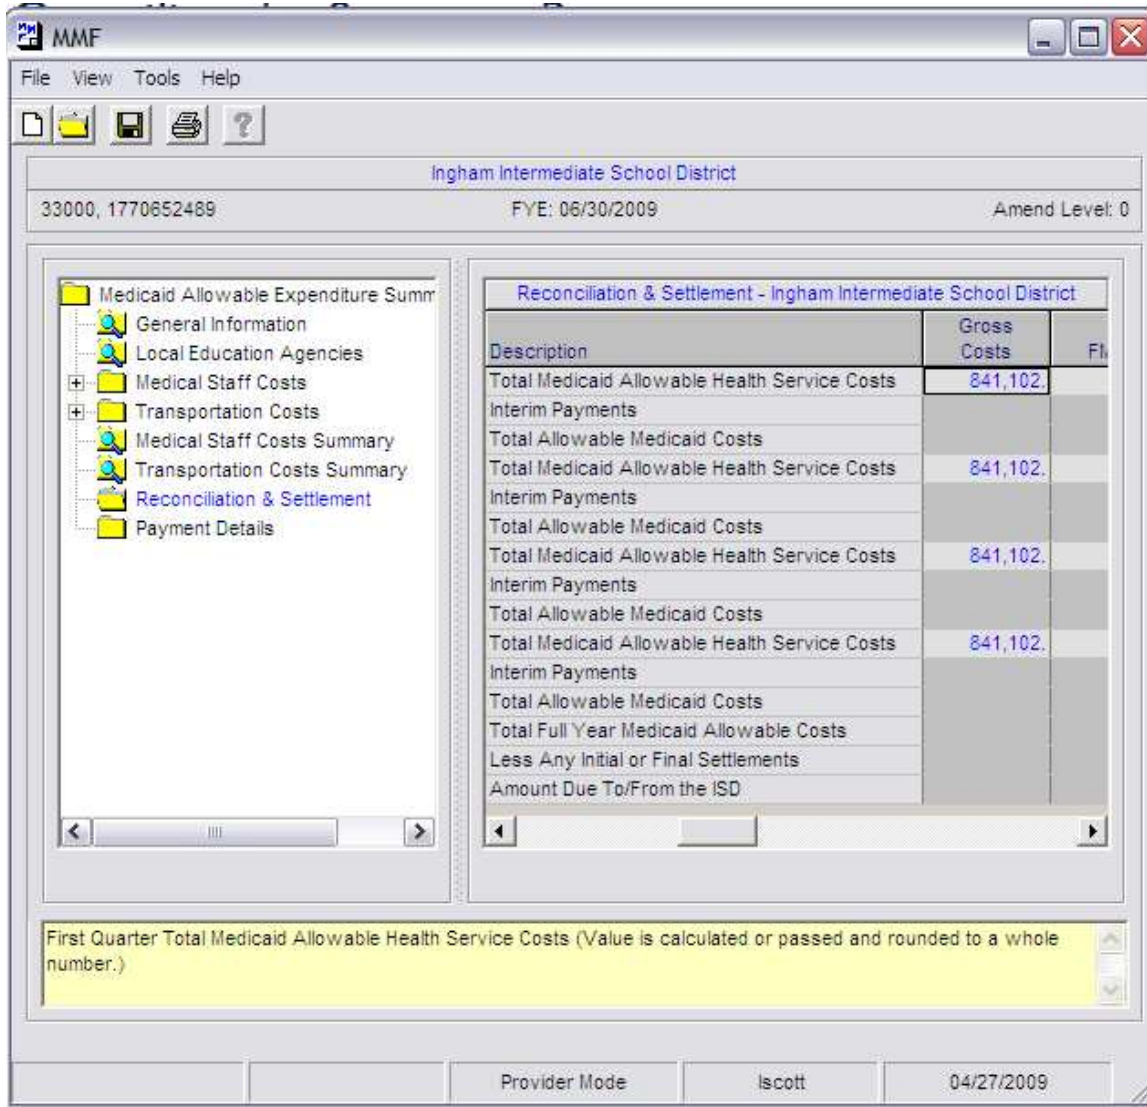 MMF
File View Tools Help
Ingham Intermediate School District
33000, 1770652489 FYE: 06/30/2009 Amend Level: 0
Medicaid Allowable Expenditure Summ
General Information
Local Education Agencies
Medical Staff Costs
Transportation Costs
Medical Staff Costs Summary
Transportation Costs Summary
Reconciliation & Settlement
Payment Details
Reconciliation & Settlement - Ingham Intermediate School District
Description Gross Costs
Total Medicaid Allowable Health Service Costs 841,102.
Interim Payments
Total Allowable Medicaid Costs
Total Medicaid Allowable Health Service Costs 841,102.
Interim Payments
Total Allowable Medicaid Costs
Total Medicaid Allowable Health Service Costs 841,102.
Interim Payments
Total Allowable Medicaid Costs
Total Medicaid Allowable Health Service Costs 841,102.
Interim Payments
Total Allowable Medicaid Costs
Total Full Year Medicaid Allowable Costs
Less Any Initial or Final Settlements
Amount Due To/From the ISD
First Quarter Total Medicaid Allowable Health Service Costs (Value is calculated or passed and rounded to a whole
number.)
Provider Mode lscott 04/27/2009